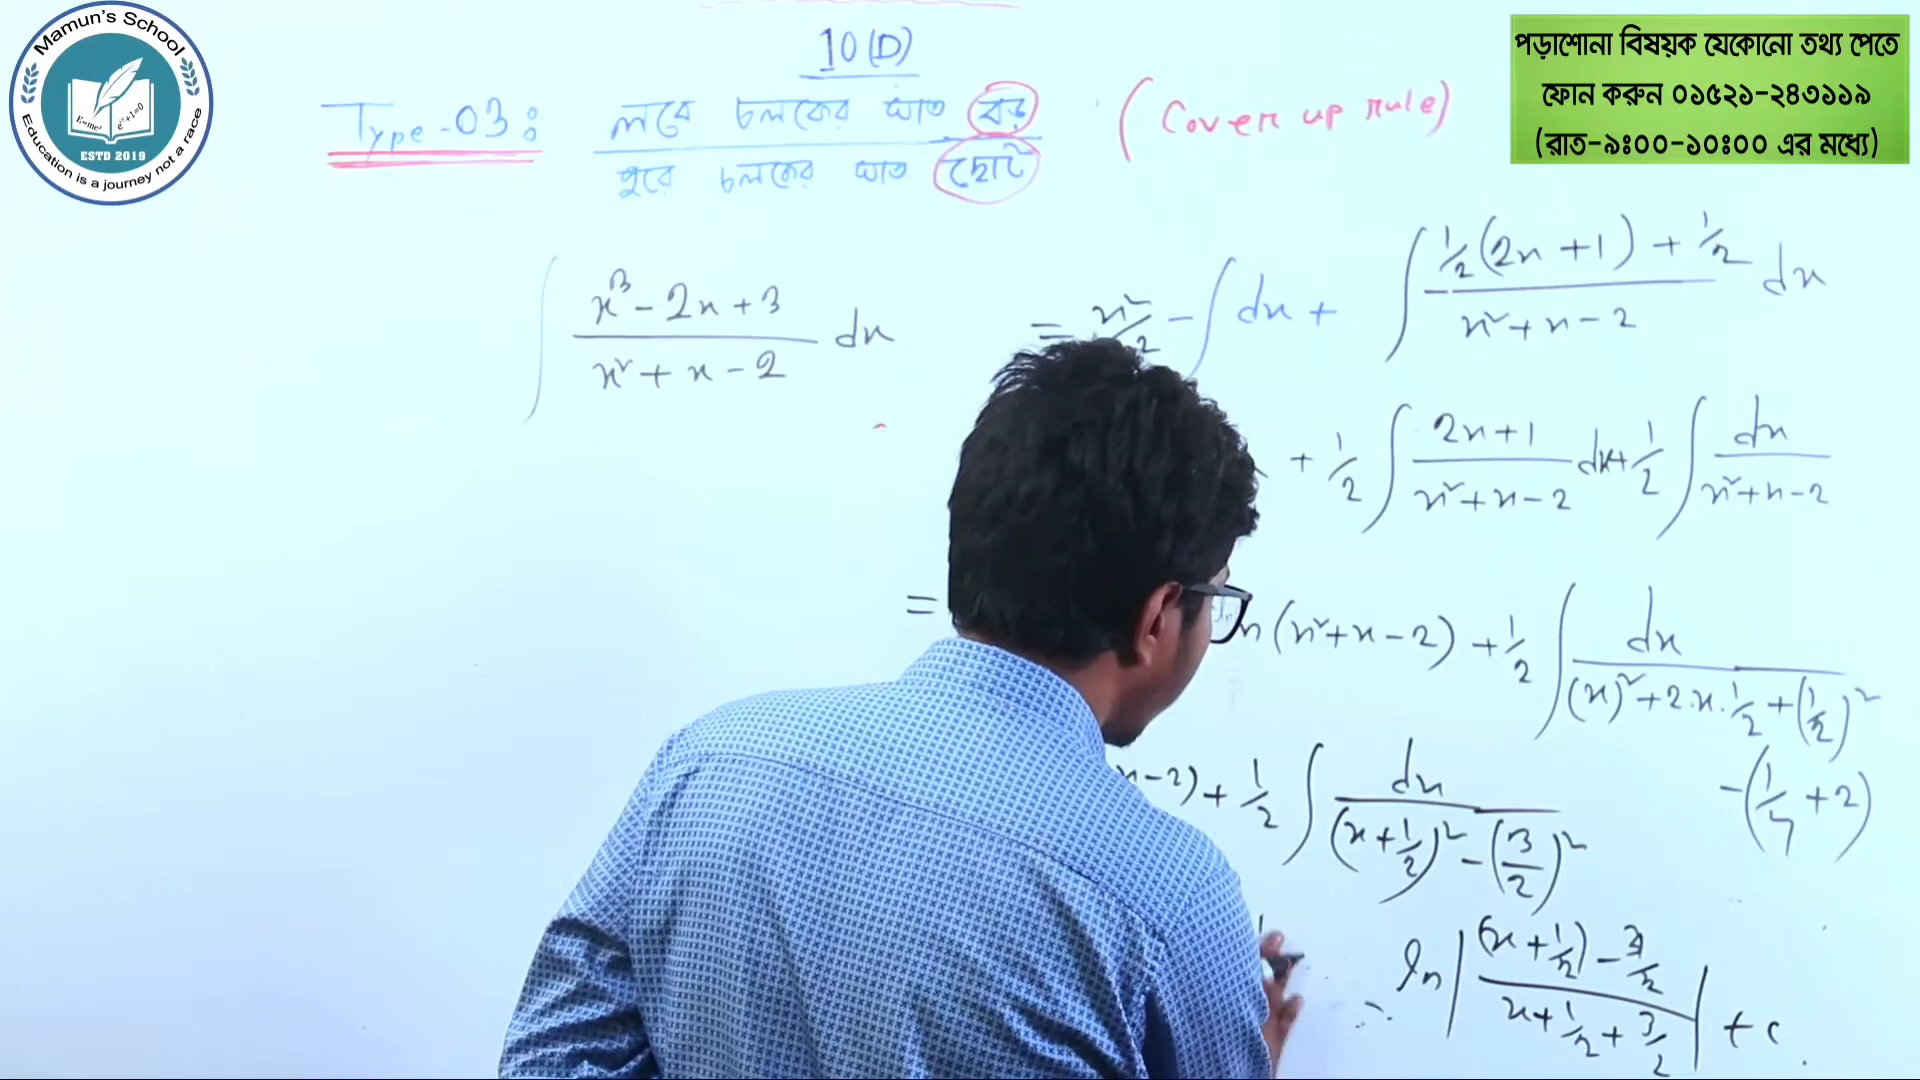 Mamun's School
E=mc²
ESTD 2019
Education is a journey not a race
পড়াশোনা বিষয়ক যেকোনো তথ্য পেতে
ফোন করুন ০১৫২১-২৪৩১১৯
(রাত-৯ঃ০০-১০ঃ০০ এর মধ্যে)
10(D)
Type-03: লবে চলকের ঘাত বড় (Cover up rule)
হরে চলকের ঘাত ছোট
∫ (x³ - 2x + 3)/(x² + x - 2) dx
= x²/2 - ∫ dx + ∫ (1/2(2x + 1) + 1/2)/(x² + x - 2) dx
+ 1/2 ∫ (2x+1)/(x²+x-2) dx + 1/2 ∫ dx/(x²+x-2)
= ln(x²+x-2) + 1/2 ∫ dx/((x)² + 2.x.1/2 + (1/2)²
- (1/4 + 2)
x-2) + 1/2 ∫ dx/((x+1/2)² - (3/2)²
ln |((x+1/2) - 3/2)/(x+1/2+3/2)| + c